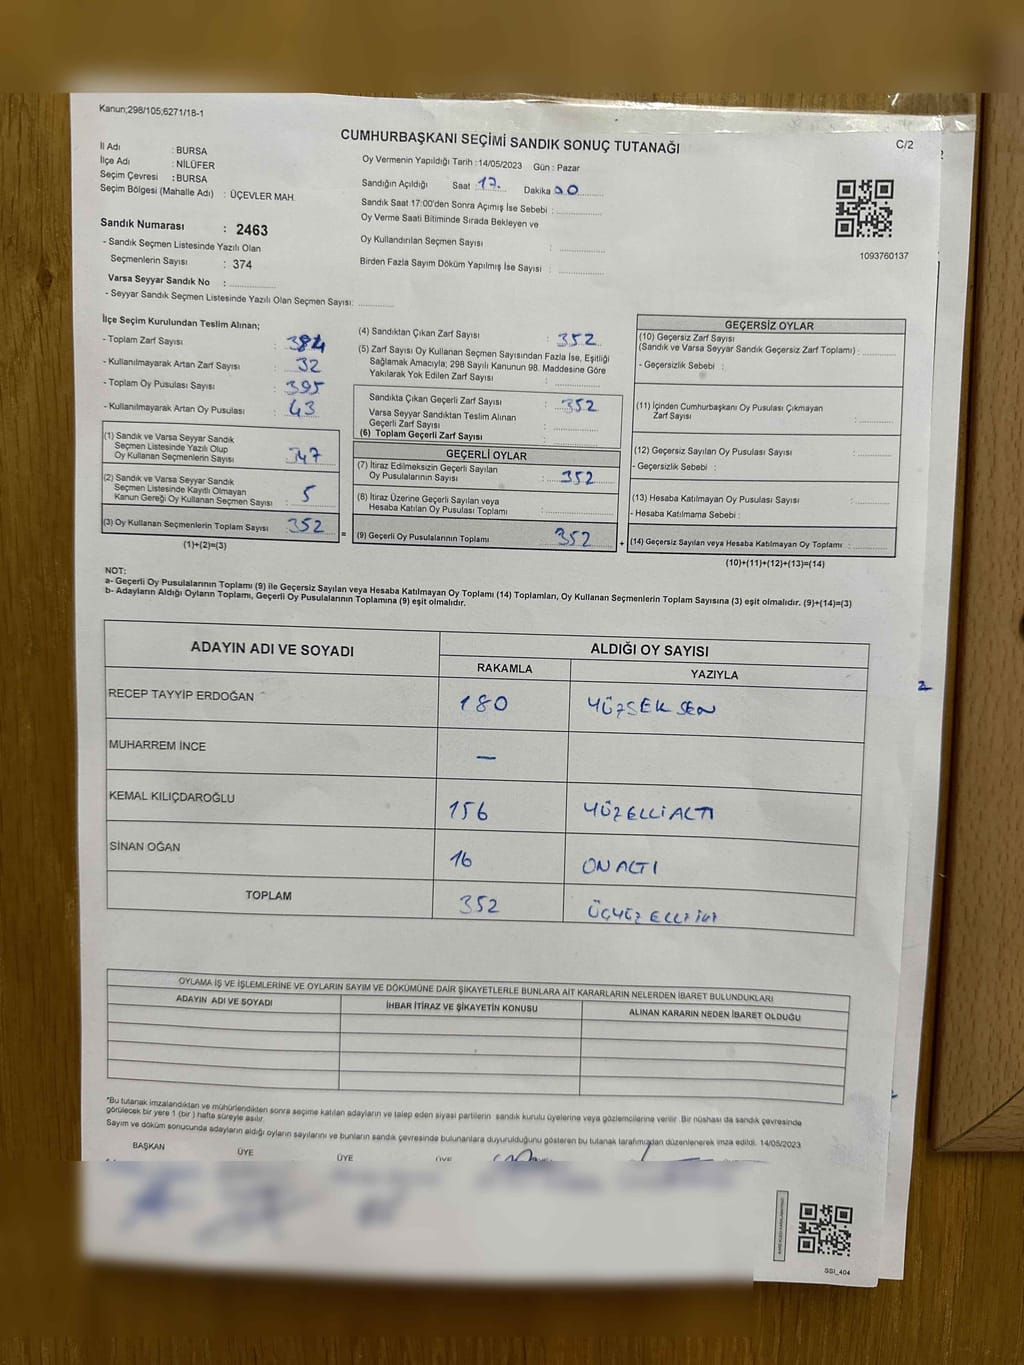 Kanun;298/105;6271/18-1
CUMHURBAŞKANI SEÇİMİ SANDIK SONUÇ TUTANAĞI
C/2
İl Adı : BURSA
İlçe Adı : NİLÜFER
Seçim Çevresi : BURSA
Seçim Bölgesi (Mahalle Adı) : ÜÇEVLER MAH.
Oy Vermenin Yapıldığı Tarih : 14/05/2023 Gün : Pazar
Sandığın Açıldığı Saat : 17. Dakika 00
Sandık Saat 17:00'den Sonra Açımış İse Sebebi :
Oy Verme Saati Bitiminde Sırada Bekleyen ve
Oy Kullandırılan Seçmen Sayısı :
Birden Fazla Sayım Döküm Yapılmış İse Sayısı :
1093760137
Sandık Numarası : 2463
- Sandık Seçmen Listesinde Yazılı Olan
Seçmenlerin Sayısı : 374
Varsa Seyyar Sandık No :
- Seyyar Sandık Seçmen Listesinde Yazılı Olan Seçmen Sayısı:
İlçe Seçim Kurulundan Teslim Alınan;
- Toplam Zarf Sayısı : 384
- Kullanılmayarak Artan Zarf Sayısı : 32
- Toplam Oy Pusulası Sayısı : 395
- Kullanılmayarak Artan Oy Pusulası : 43
(1) Sandık ve Varsa Seyyar Sandık
Seçmen Listesinde Yazılı Olup
Oy Kullanan Seçmenlerin Sayısı : 347
(2) Sandık ve Varsa Seyyar Sandık
Seçmen Listesinde Kayıtlı Olmayan
Kanun Gereği Oy Kullanan Seçmen Sayısı : 5
(3) Oy Kullanan Seçmenlerin Toplam Sayısı : 352
(1)+(2)=(3)
=
(4) Sandıktan Çıkan Zarf Sayısı : 352
(5) Zarf Sayısı Oy Kullanan Seçmen Sayısından Fazla İse, Eşitliği
Sağlamak Amacıyla; 298 Sayılı Kanunun 98. Maddesine Göre
Yakılarak Yok Edilen Zarf Sayısı :
Sandıkta Çıkan Geçerli Zarf Sayısı : 352
Varsa Seyyar Sandıktan Teslim Alınan
Geçerli Zarf Sayısı :
(6) Toplam Geçerli Zarf Sayısı :
GEÇERLİ OYLAR
(7) İtiraz Edilmeksizin Geçerli Sayılan
Oy Pusulalarının Sayısı : 352
(8) İtiraz Üzerine Geçerli Sayılan veya
Hesaba Katılan Oy Pusulası Toplamı :
(9) Geçerli Oy Pusulalarının Toplamı : 352
+
GEÇERSİZ OYLAR
(10) Geçersiz Zarf Sayısı
(Sandık ve Varsa Seyyar Sandık Geçersiz Zarf Toplamı) :
- Geçersizlik Sebebi :
(11) İçinden Cumhurbaşkanı Oy Pusulası Çıkmayan
Zarf Sayısı :
(12) Geçersiz Sayılan Oy Pusulası Sayısı :
- Geçersizlik Sebebi :
(13) Hesaba Katılmayan Oy Pusulası Sayısı :
- Hesaba Katılmama Sebebi :
(14) Geçersiz Sayılan veya Hesaba Katılmayan Oy Toplamı :
(10)+(11)+(12)+(13)=(14)
NOT:
a- Geçerli Oy Pusulalarının Toplamı (9) ile Geçersiz Sayılan veya Hesaba Katılmayan Oy Toplamı (14) Toplamları, Oy Kullanan Seçmenlerin Toplam Sayısına (3) eşit olmalıdır. (9)+(14)=(3)
b- Adayların Aldığı Oyların Toplamı, Geçerli Oy Pusulalarının Toplamına (9) eşit olmalıdır.
ADAYIN ADI VE SOYADI ALDIĞI OY SAYISI
RAKAMLA YAZIYLA
RECEP TAYYİP ERDOĞAN 180 YÜZSEKSEN
MUHARREM İNCE —
KEMAL KILIÇDAROĞLU 156 YÜZELLİALTI
SİNAN OĞAN 16 ONALTI
TOPLAM 352 ÜÇYÜZELLİİKİ
2
OYLAMA İŞ VE İŞLEMLERİNE VE OYLARIN SAYIM VE DÖKÜMÜNE DAİR ŞİKAYETLERLE BUNLARA AİT KARARLARIN NELERDEN İBARET BULUNDUKLARI
ADAYIN ADI VE SOYADI İHBAR İTİRAZ VE ŞİKAYETİN KONUSU ALINAN KARARIN NEDEN İBARET OLDUĞU
*Bu tutanak imzalandıktan ve mühürlendikten sonra seçime katılan adayların ve talep eden siyasi partilerin sandık kurulu üyelerine veya gözlemcilerine verilir. Bir nüshası da sandık çevresinde
görülecek bir yere 1 (bir) hafta süreyle asılır.
Sayım ve döküm sonucunda adayların aldığı oyların sayılarını ve bunların sandık çevresinde bulunanlara duyurulduğunu gösteren bu tutanak tarafımızdan düzenlenerek imza edildi. 14/05/2023
BAŞKAN ÜYE ÜYE ÜYE
SSI_404